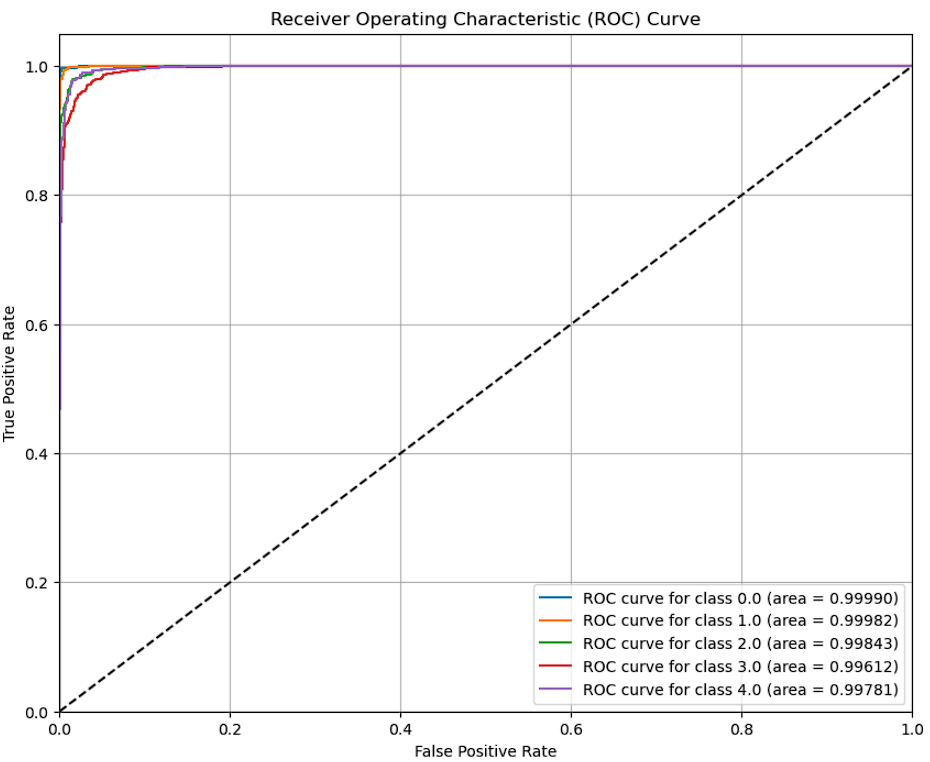 Receiver Operating Characteristic (ROC) Curve
True Positive Rate
1.0
0.8
0.6
0.4
0.2
0.0
0.0 0.2 0.4 0.6 0.8 1.0
False Positive Rate
ROC curve for class 0.0 (area = 0.99990)
ROC curve for class 1.0 (area = 0.99982)
ROC curve for class 2.0 (area = 0.99843)
ROC curve for class 3.0 (area = 0.99612)
ROC curve for class 4.0 (area = 0.99781)